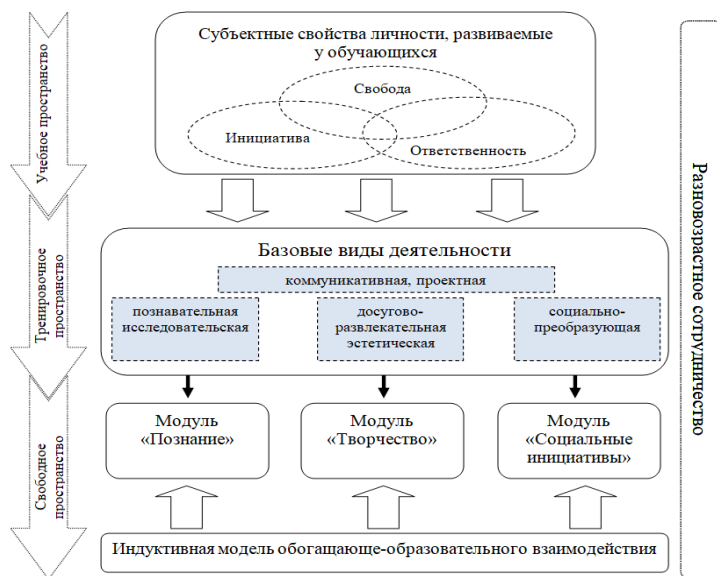 Учебное пространство
Тренировочное
пространство
Свободное
пространство
Субъектные свойства личности, развиваемые
у обучающихся
Свобода
Инициатива
Ответственность
Базовые виды деятельности
коммуникативная, проектная
познавательная
исследовательская
досугово-
развлекательная
эстетическая
социально-
преобразующая
Модуль
«Познание»
Модуль
«Творчество»
Модуль
«Социальные
инициативы»
Индуктивная модель обогащающе-образовательного взаимодействия
Разновозрастное сотрудничество